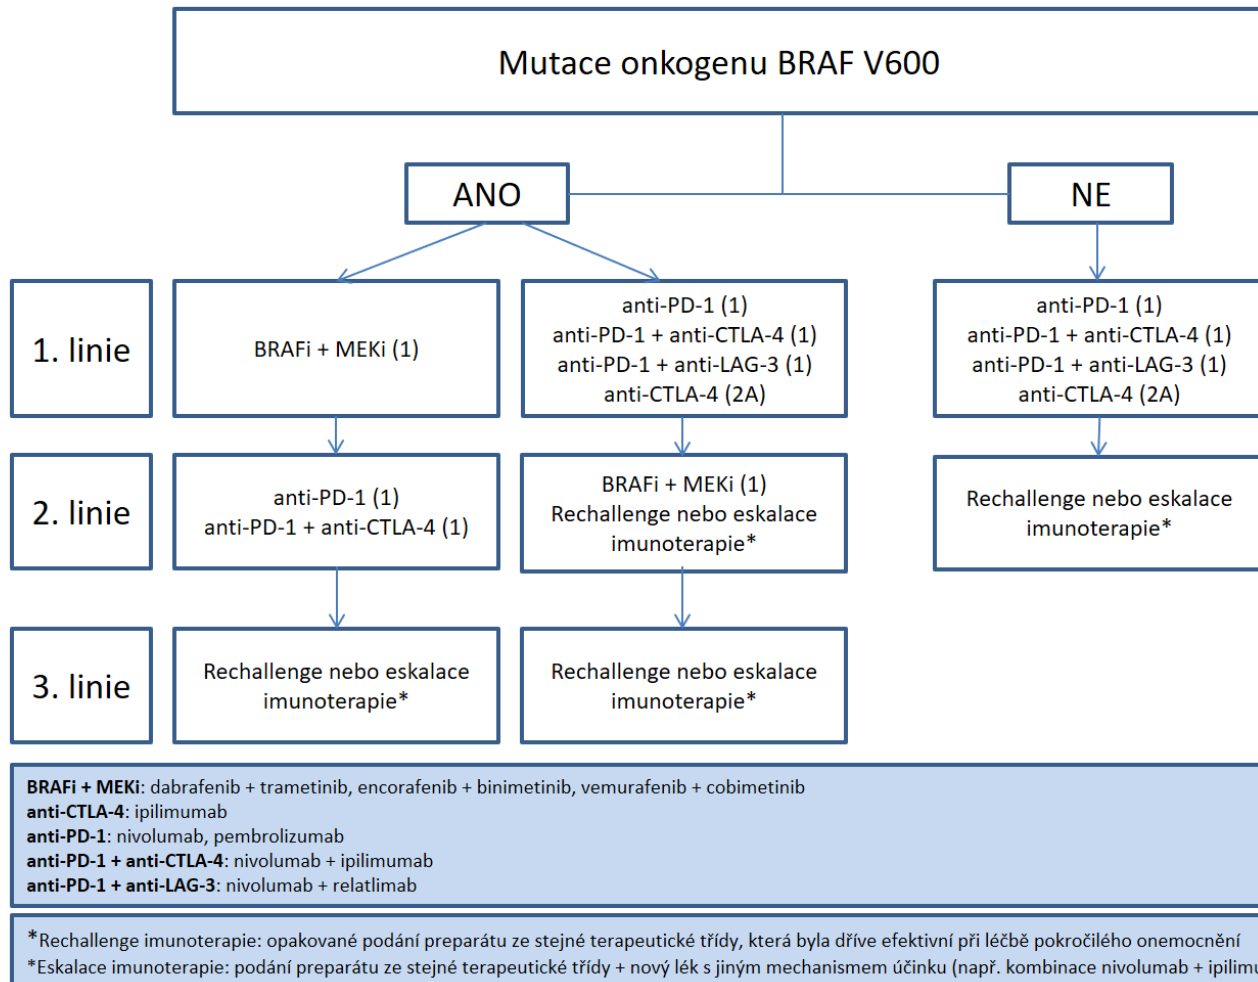 Mutace onkogenu BRAF V600
ANO
NE
1. linie
BRAFi + MEKi (1)
anti-PD-1 (1)
anti-PD-1 + anti-CTLA-4 (1)
anti-PD-1 + anti-LAG-3 (1)
anti-CTLA-4 (2A)
anti-PD-1 (1)
anti-PD-1 + anti-CTLA-4 (1)
anti-PD-1 + anti-LAG-3 (1)
anti-CTLA-4 (2A)
2. linie
anti-PD-1 (1)
anti-PD-1 + anti-CTLA-4 (1)
BRAFi + MEKi (1)
Rechallenge nebo eskalace
imunoterapie*
Rechallenge nebo eskalace
imunoterapie*
3. linie
Rechallenge nebo eskalace
imunoterapie*
Rechallenge nebo eskalace
imunoterapie*
BRAFi + MEKi: dabrafenib + trametinib, encorafenib + binimetinib, vemurafenib + cobimetinib
anti-CTLA-4: ipilimumab
anti-PD-1: nivolumab, pembrolizumab
anti-PD-1 + anti-CTLA-4: nivolumab + ipilimumab
anti-PD-1 + anti-LAG-3: nivolumab + relatlimab
*Rechallenge imunoterapie: opakované podání preparátu ze stejné terapeutické třídy, která byla dříve efektivní při léčbě pokročilého onemocnění
*Eskalace imunoterapie: podání preparátu ze stejné terapeutické třídy + nový lék s jiným mechanismem účinku (např. kombinace nivolumab +